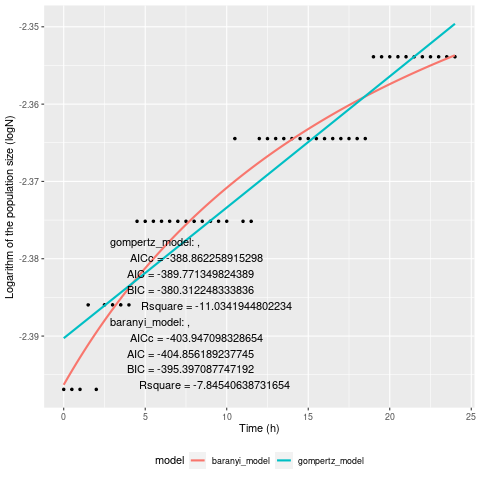 -2.35
-2.36
-2.37
-2.38
-2.39
Logarithm of the population size (logN)
gompertz_model: ,
AICc = -388.862258915298
AIC = -389.771349824389
BIC = -380.312248333836
Rsquare = -11.0341944802234
baranyi_model: ,
AICc = -403.947098328654
AIC = -404.856189237745
BIC = -395.397087747192
Rsquare = -7.84540638731654
0 5 10 15 20 25
Time (h)
model baranyi_model gompertz_model